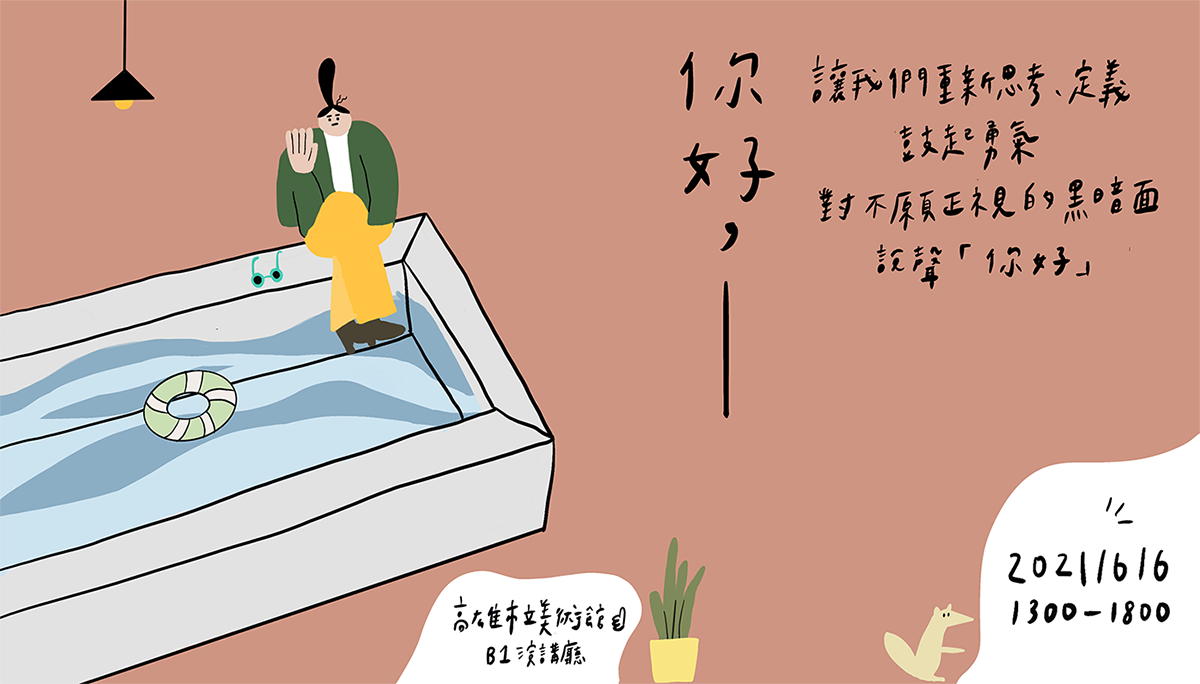 你好，——
讓我們重新思考、定義
鼓起勇氣
對不願正視的黑暗面
說聲「你好」
高雄市立美術館
B1演講廳
2021/6/6
1300-1800